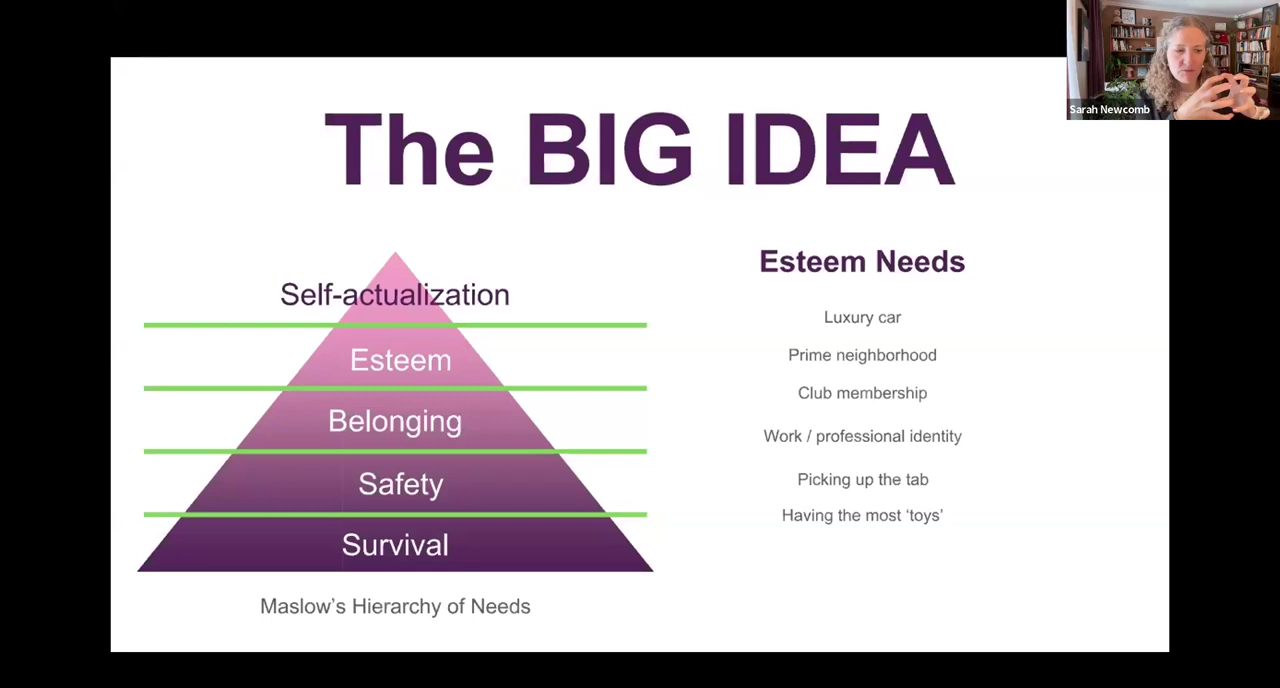 Sarah Newcomb
The BIG IDEA
Self-actualization
Esteem
Belonging
Safety
Survival
Maslow’s Hierarchy of Needs
Esteem Needs
Luxury car
Prime neighborhood
Club membership
Work / professional identity
Picking up the tab
Having the most ‘toys’